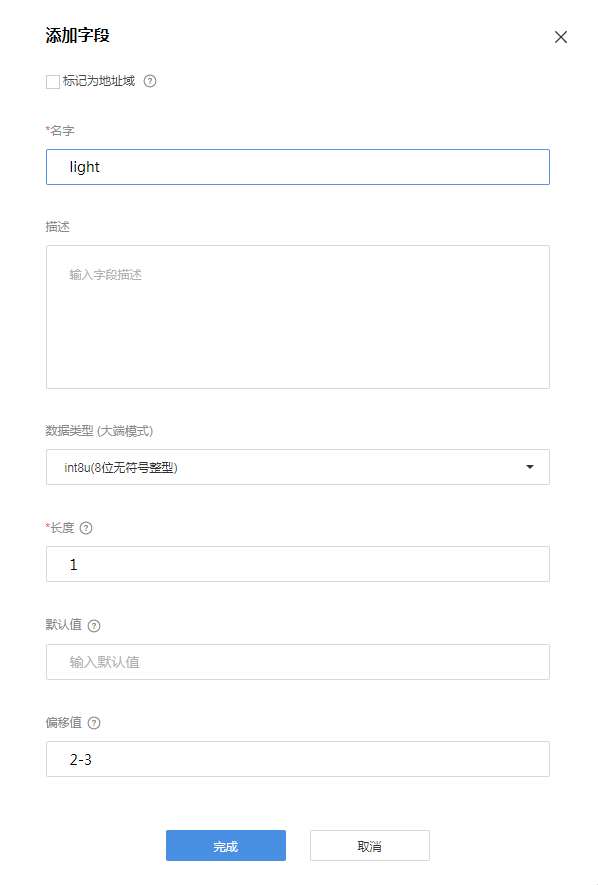 添加字段
标记为地址域 ?
*名字
light
描述
输入字段描述
数据类型 (大端模式)
int8u(8位无符号整型)
*长度 ?
1
默认值 ?
输入默认值
偏移值 ?
2-3
完成 取消